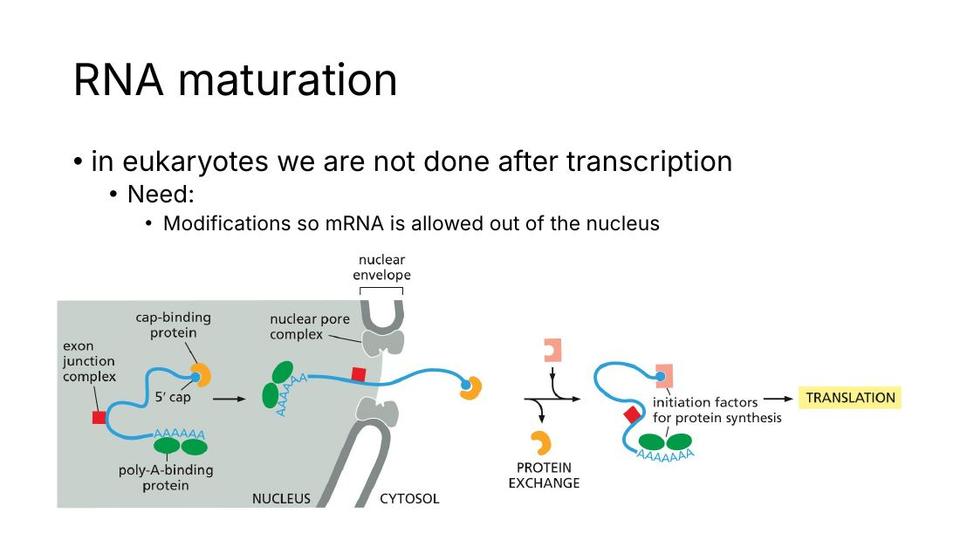 RNA maturation
• in eukaryotes we are not done after transcription
• Need:
• Modifications so mRNA is allowed out of the nucleus
nuclear
envelope
cap-binding
protein
nuclear pore
complex
exon
junction
complex
5' cap
AAAAAA
poly-A-binding
protein
AAAAAA
NUCLEUS
CYTOSOL
PROTEIN
EXCHANGE
initiation factors
for protein synthesis
AAAAAAA
TRANSLATION